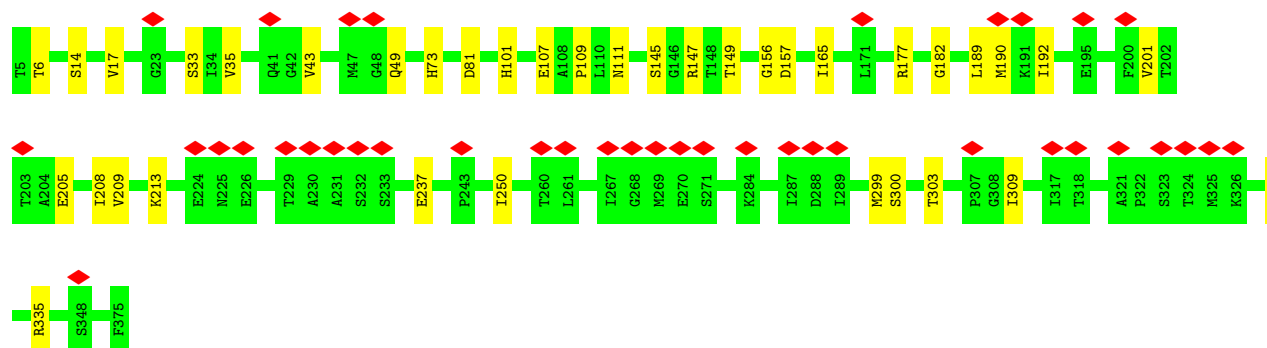 T5 T6 S14 V17 G23 S33 I34 V35 Q41 G42 V43 M47 G48 Q49 H73 D81 H101 E107 A108 P109 L110 N111 S145 G146 R147 T148 T149 G156 D157 I165 L171 R177 G182 L189 M190 K191 I192 E195 F200 V201 T202
T203 A204 E205 I208 V209 K213 E224 N225 E226 T229 A230 A231 S232 S233 E237 P243 I250 T260 L261 I267 G268 M269 E270 S271 K284 I287 D288 I289 M299 S300 T303 P307 G308 I309 I317 T318 A321 P322 S323 T324 M325 K326
R335 S348 F375